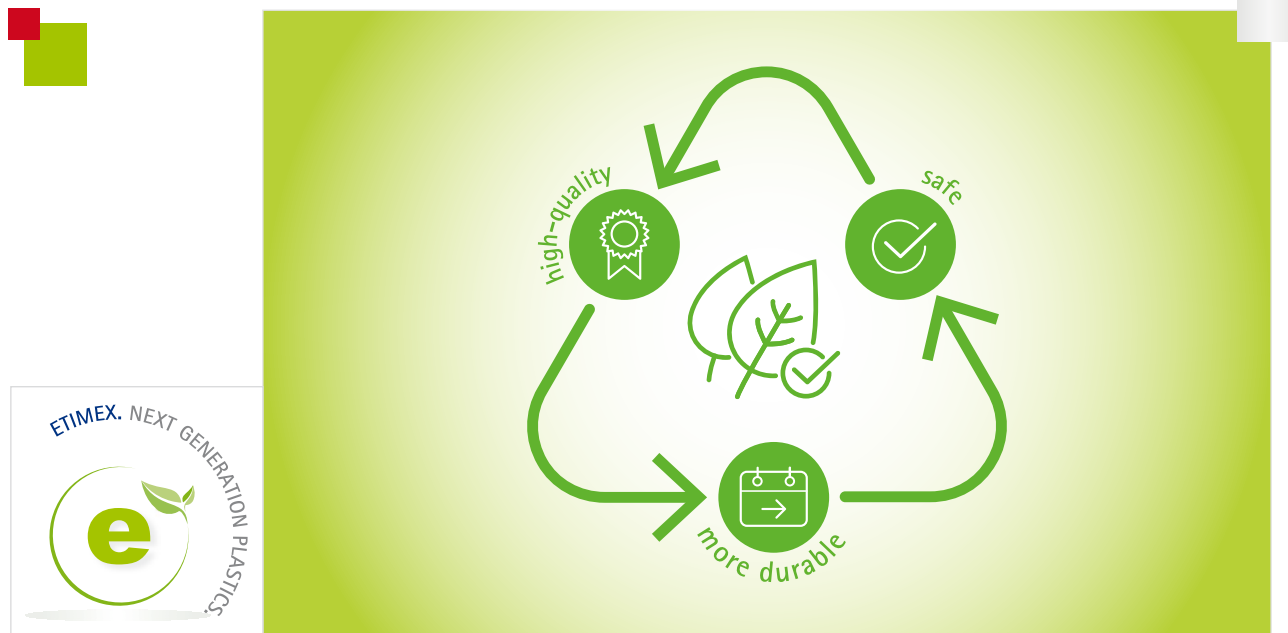 high-quality
safe
more durable
ETIMEX. NEXT GENERATION PLASTICS.
e